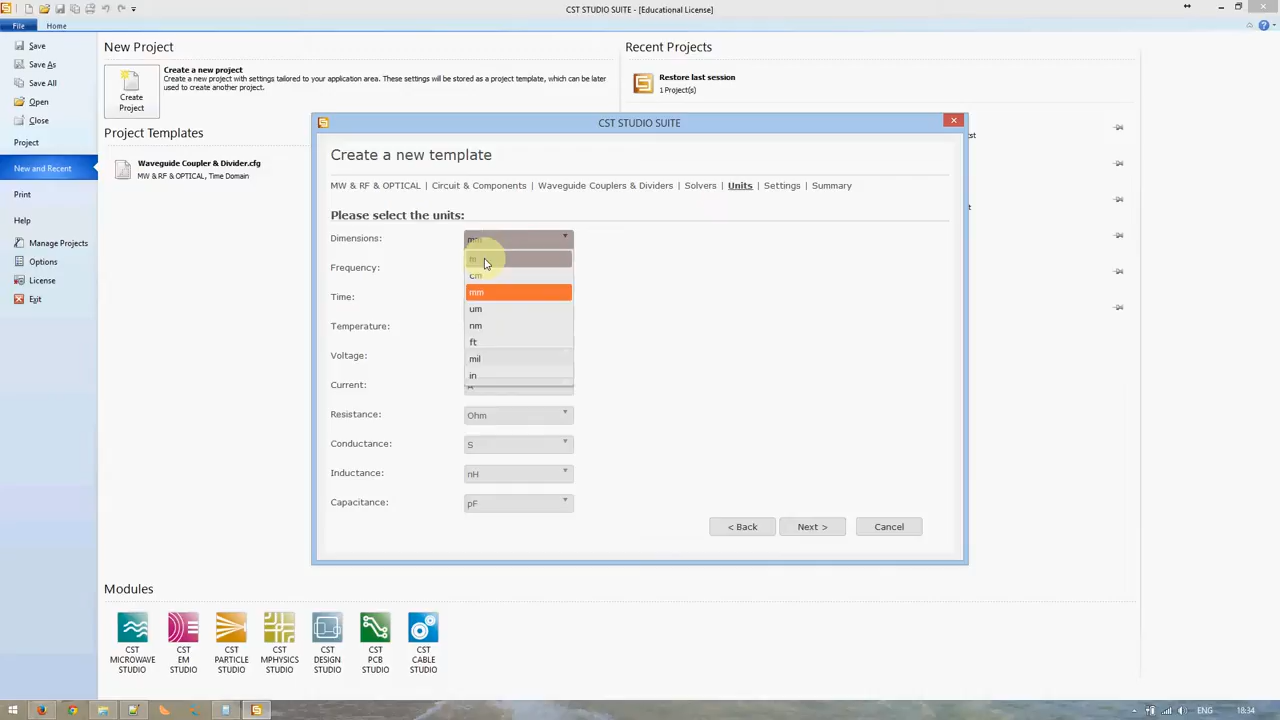 CST STUDIO SUITE - [Educational License]
File
Home
Save
Save As
Save All
Open
Close
Project
New and Recent
Print
Help
Manage Projects
Options
License
Exit
New Project
Create Project
Create a new project
Create a new project with settings tailored to your application area. These settings will be stored as a project template, which can be later
used to create another project.
Project Templates
Waveguide Coupler & Divider.cfg
MW & RF & OPTICAL, Time Domain
Recent Projects
Restore last session
1 Project(s)
st
t
CST STUDIO SUITE
Create a new template
MW & RF & OPTICAL | Circuit & Components | Waveguide Couplers & Dividers | Solvers | Units | Settings | Summary
Please select the units:
Dimensions:
mm
m
cm
mm
um
nm
ft
mil
in
Frequency:
Time:
Temperature:
Voltage:
Current:
A
Resistance:
Ohm
Conductance:
S
Inductance:
nH
Capacitance:
pF
< Back
Next >
Cancel
Modules
CST MICROWAVE STUDIO
CST EM STUDIO
CST PARTICLE STUDIO
CST MPHYSICS STUDIO
CST DESIGN STUDIO
CST PCB STUDIO
CST CABLE STUDIO
ENG
18:34